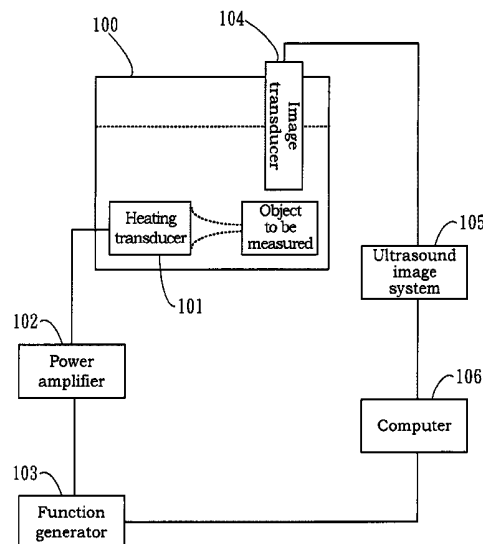 100
104
Image
transducer
Heating
transducer
Object
to be
measured
101
105
Ultrasound
image
system
102
Power
amplifier
106
Computer
103
Function
generator